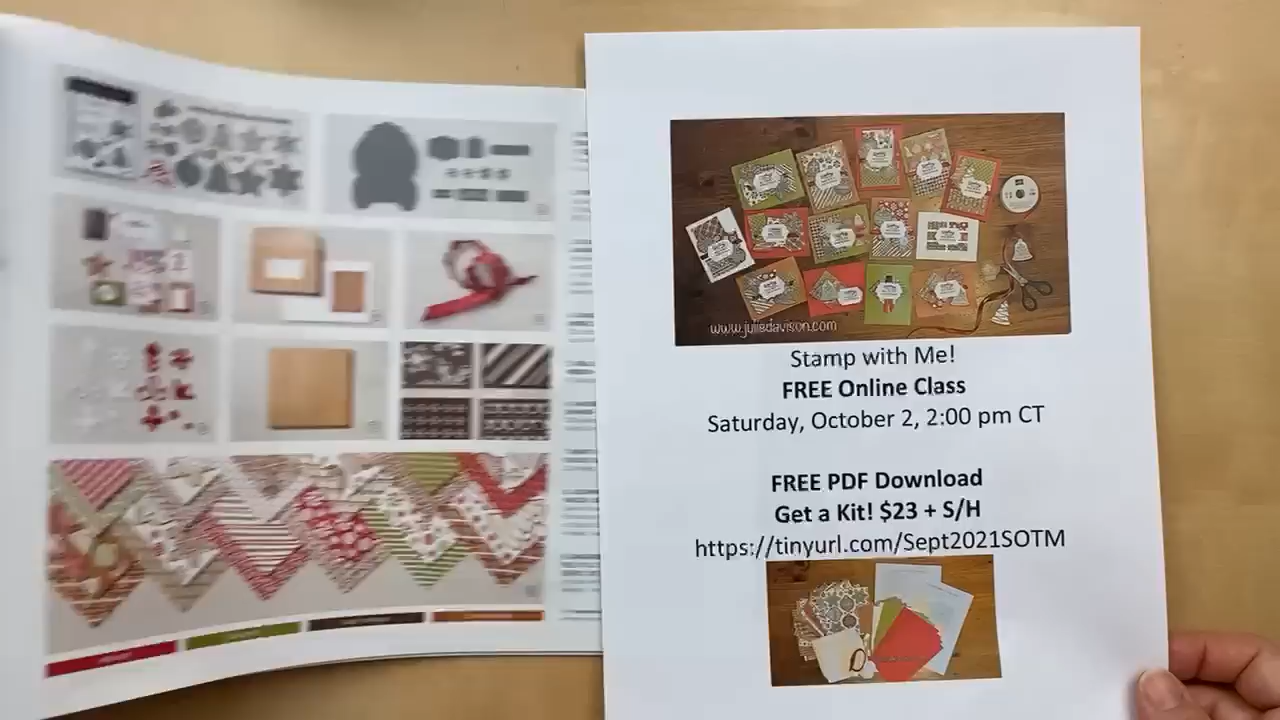 www.juliedavison.com
Stamp with Me!
FREE Online Class
Saturday, October 2, 2:00 pm CT
FREE PDF Download
Get a Kit! $23 + S/H
https://tinyurl.com/Sept2021SOTM